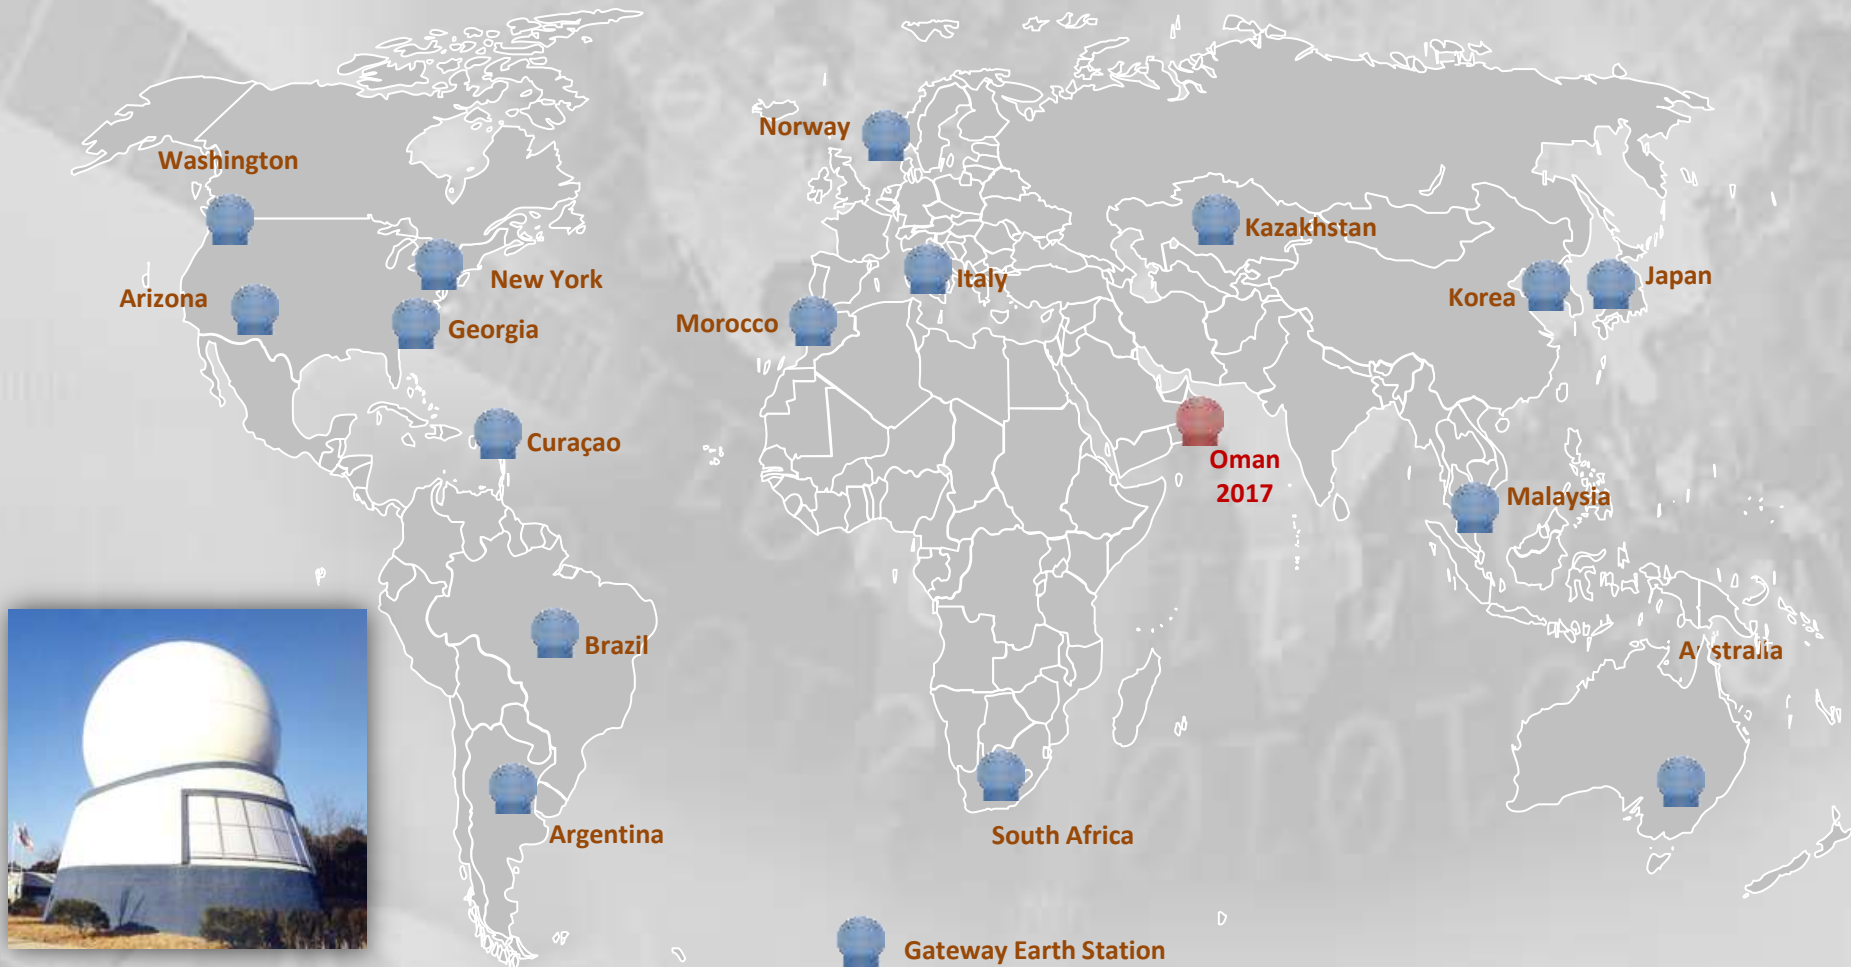 Norway
Washington
Kazakhstan
New York
Italy
Japan
Arizona
Korea
Georgia
Morocco
Curaçao
Oman
2017
Malaysia
Brazil
Australia
Argentina
South Africa
Gateway Earth Station